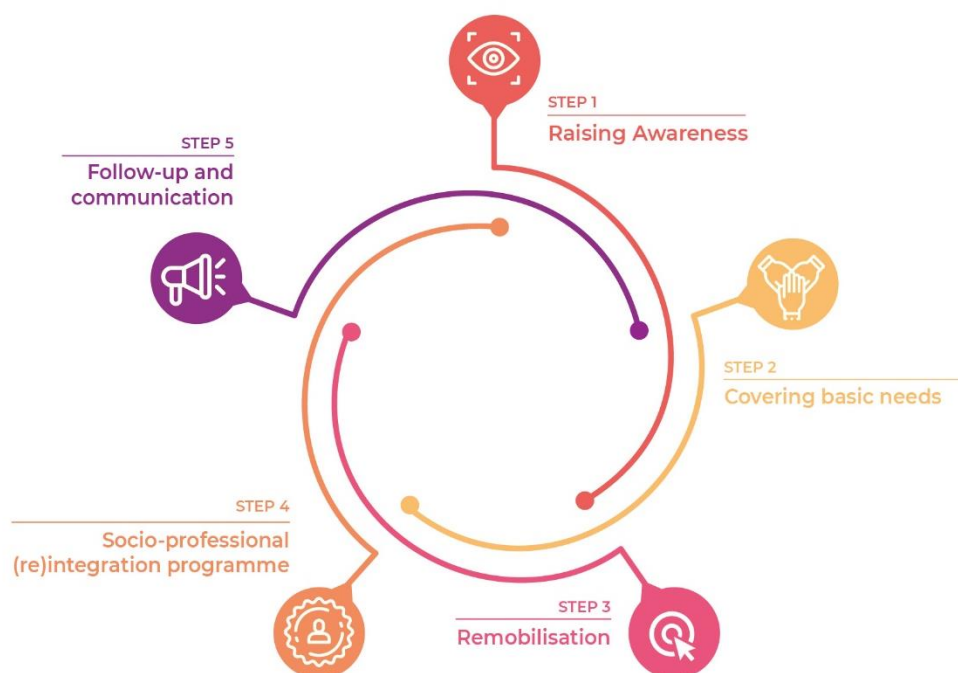 STEP 1
Raising Awareness
STEP 2
Covering basic needs
STEP 3
Remobilisation
STEP 4
Socio-professional
(re)integration programme
STEP 5
Follow-up and
communication